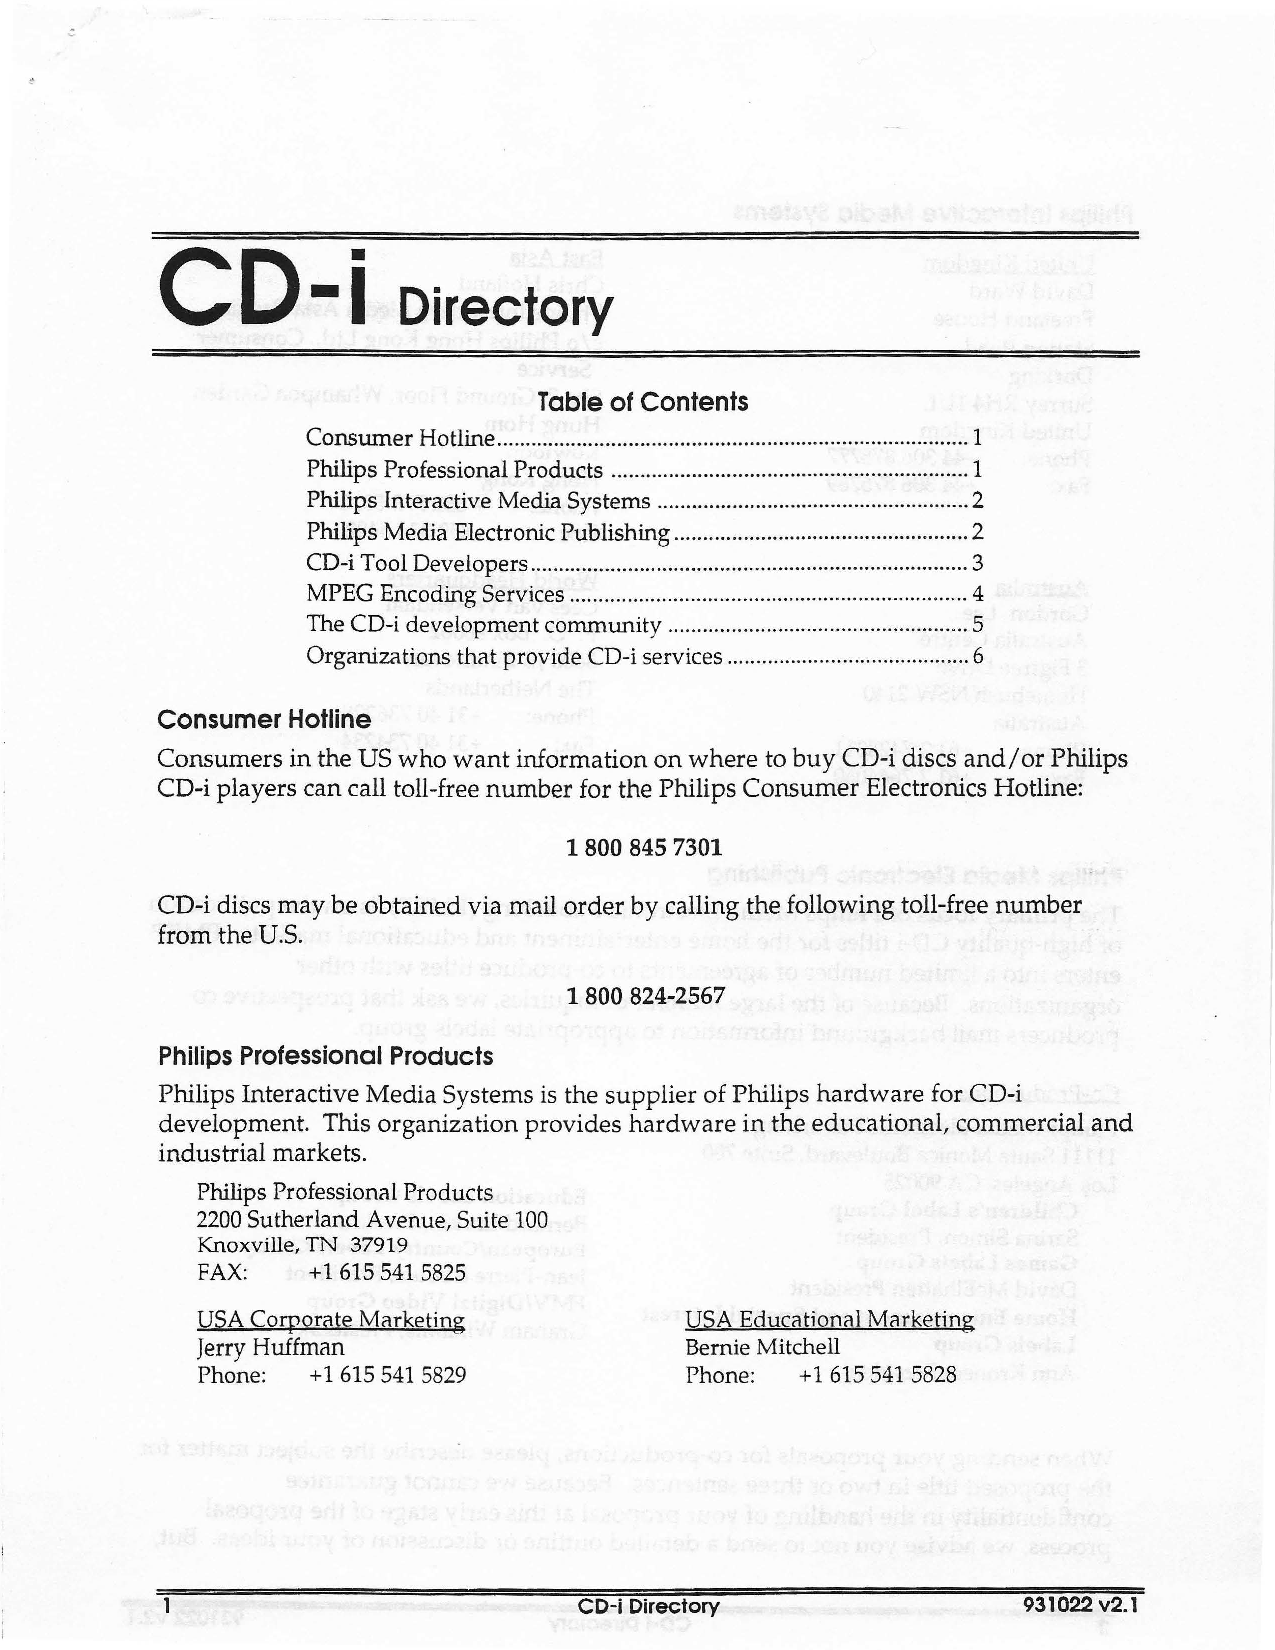 CD-i Directory
Table of Contents
Consumer Hotline.................................................................................. 1
Philips Professional Products .............................................................. 1
Philips Interactive Media Systems ...................................................... 2
Philips Media Electronic Publishing ................................................... 2
CD-i Tool Developers............................................................................ 3
MPEG Encoding Services ..................................................................... 4
The CD-i development community .................................................... 5
Organizations that provide CD-i services .......................................... 6
Consumer Hotline
Consumers in the US who want information on where to buy CD-i discs and/or Philips
CD-i players can call toll-free number for the Philips Consumer Electronics Hotline:
1 800 845 7301
CD-i discs may be obtained via mail order by calling the following toll-free number
from the U.S.
1 800 824-2567
Philips Professional Products
Philips Interactive Media Systems is the supplier of Philips hardware for CD-i
development. This organization provides hardware in the educational, commercial and
industrial markets.
Philips Professional Products
2200 Sutherland Avenue, Suite 100
Knoxville, TN 37919
FAX: +1 615 541 5825
USA Corporate Marketing
Jerry Huffman
Phone: +1 615 541 5829
USA Educational Marketing
Bernie Mitchell
Phone: +1 615 541 5828
1 CD-i Directory 931022 v2.1